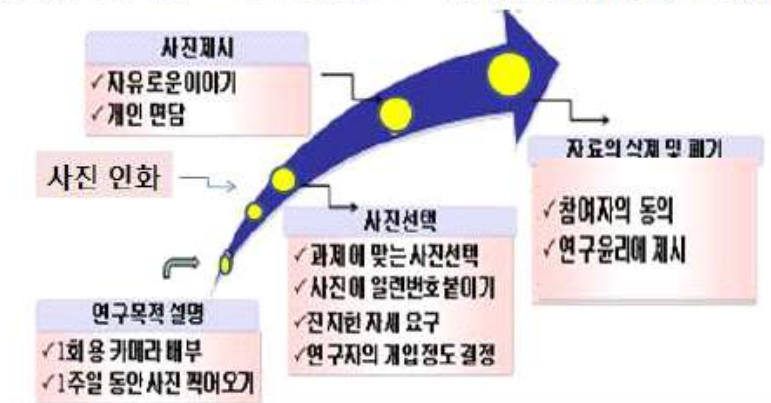 사진제시
✓자유로운이야기
✓개인 면담
사진 인화
사진선택
✓과제에 맞는사진선택
✓사진에 일련번호붙이기
✓진지한자세 요구
✓연구자의 개입정도 결정
자료의 삭제 및 폐기
✓참여자의 동의
✓연구윤리에 제시
연구목적 설명
✓1회용 카메라 배부
✓1주일 동안사진 찍어오기